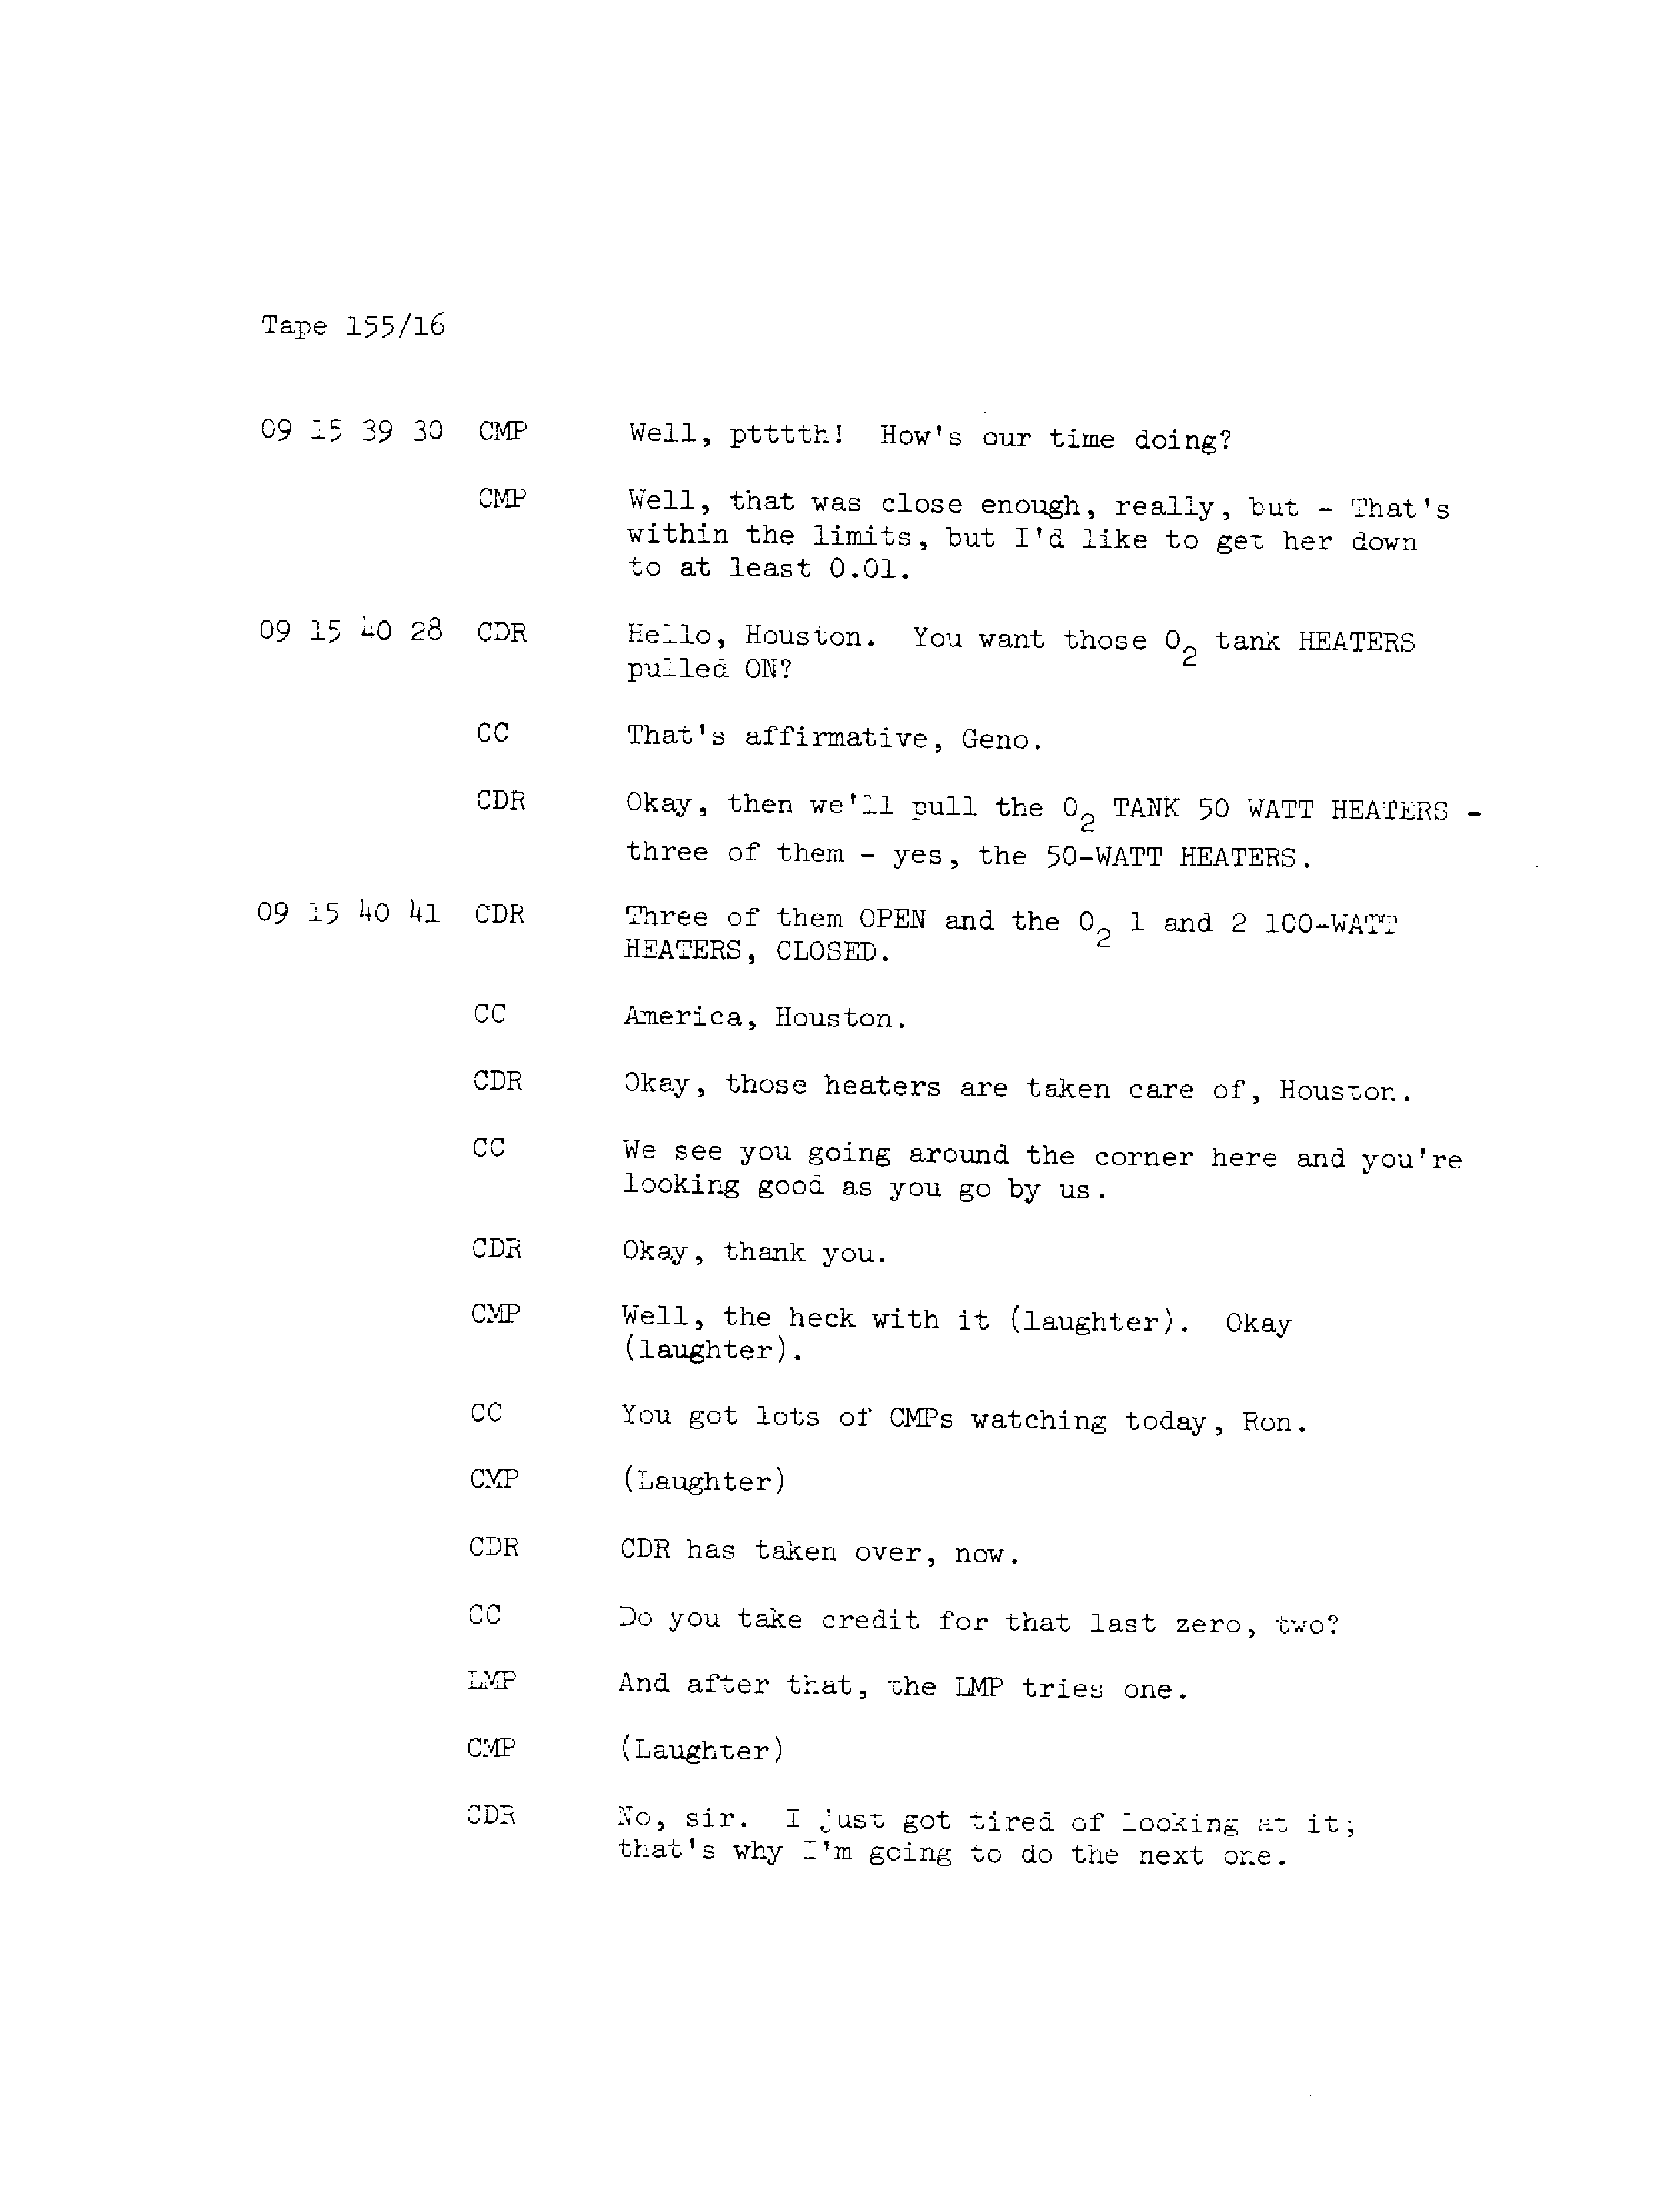 Tape 155/16
09 15 39 30 CMP Well, pttttth! How's our time doing?
CMP Well, that was close enough, really, but - That's
within the limits, but I'd like to get her down
to at least 0.01.
09 15 40 28 CDR Hello, Houston. You want those O2 tank HEATERS
pulled ON?
CC That's affirmative, Geno.
CDR Okay, then we'll pull the O2 TANK 50 WATT HEATERS -
three of them - yes, the 50-WATT HEATERS.
09 15 40 41 CDR Three of them OPEN and the O2 1 and 2 100-WATT
HEATERS, CLOSED.
CC America, Houston.
CDR Okay, those heaters are taken care of, Houston.
CC We see you going around the corner here and you're
looking good as you go by us.
CDR Okay, thank you.
CMP Well, the heck with it (laughter). Okay
(laughter).
CC You got lots of CMPs watching today, Ron.
CMP (Laughter)
CDR CDR has taken over, now.
CC Do you take credit for that last zero, two?
LMP And after that, the LMP tries one.
CMP (Laughter)
CDR No, sir. I just got tired of looking at it;
that's why I'm going to do the next one.